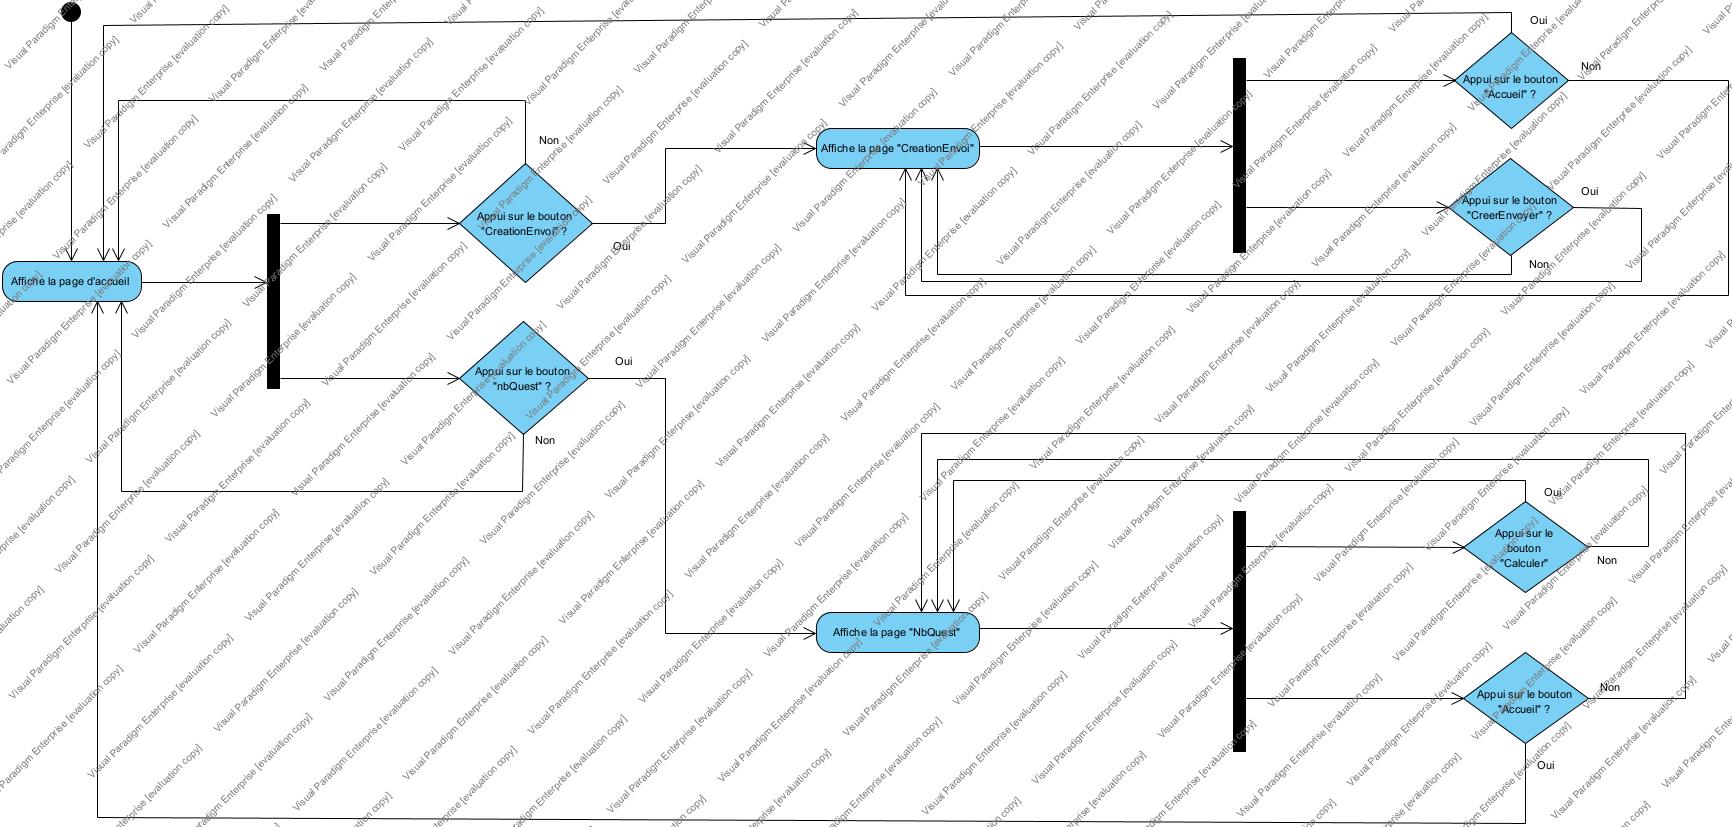 Oui
Appui sur le bouton
"Accueil" ?
Non
Affiche la page "CreationEnvoi"
Non
Appui sur le bouton
"CreationEnvoi" ?
Oui
Appui sur le bouton
"CreerEnvoyer" ?
Oui
Non
Affiche la page d'accueil
Appui sur le bouton
"nbQuest" ?
Oui
Non
Oui
Appui sur le
bouton
"Calculer"
Non
Affiche la page "NbQuest"
Appui sur le bouton
"Accueil" ?
Non
Oui
Visual Paradigm Enterprise [evaluation copy]